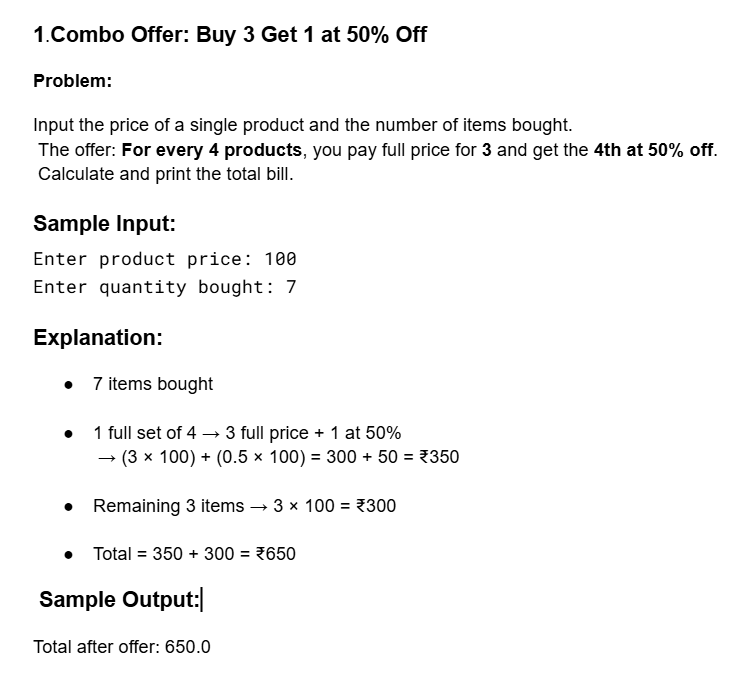 1.Combo Offer: Buy 3 Get 1 at 50% Off
Problem:
Input the price of a single product and the number of items bought.
The offer: For every 4 products, you pay full price for 3 and get the 4th at 50% off.
Calculate and print the total bill.
Sample Input:
Enter product price: 100
Enter quantity bought: 7
Explanation:
● 7 items bought
● 1 full set of 4 → 3 full price + 1 at 50%
→ (3 × 100) + (0.5 × 100) = 300 + 50 = ₹350
● Remaining 3 items → 3 × 100 = ₹300
● Total = 350 + 300 = ₹650
Sample Output:
Total after offer: 650.0